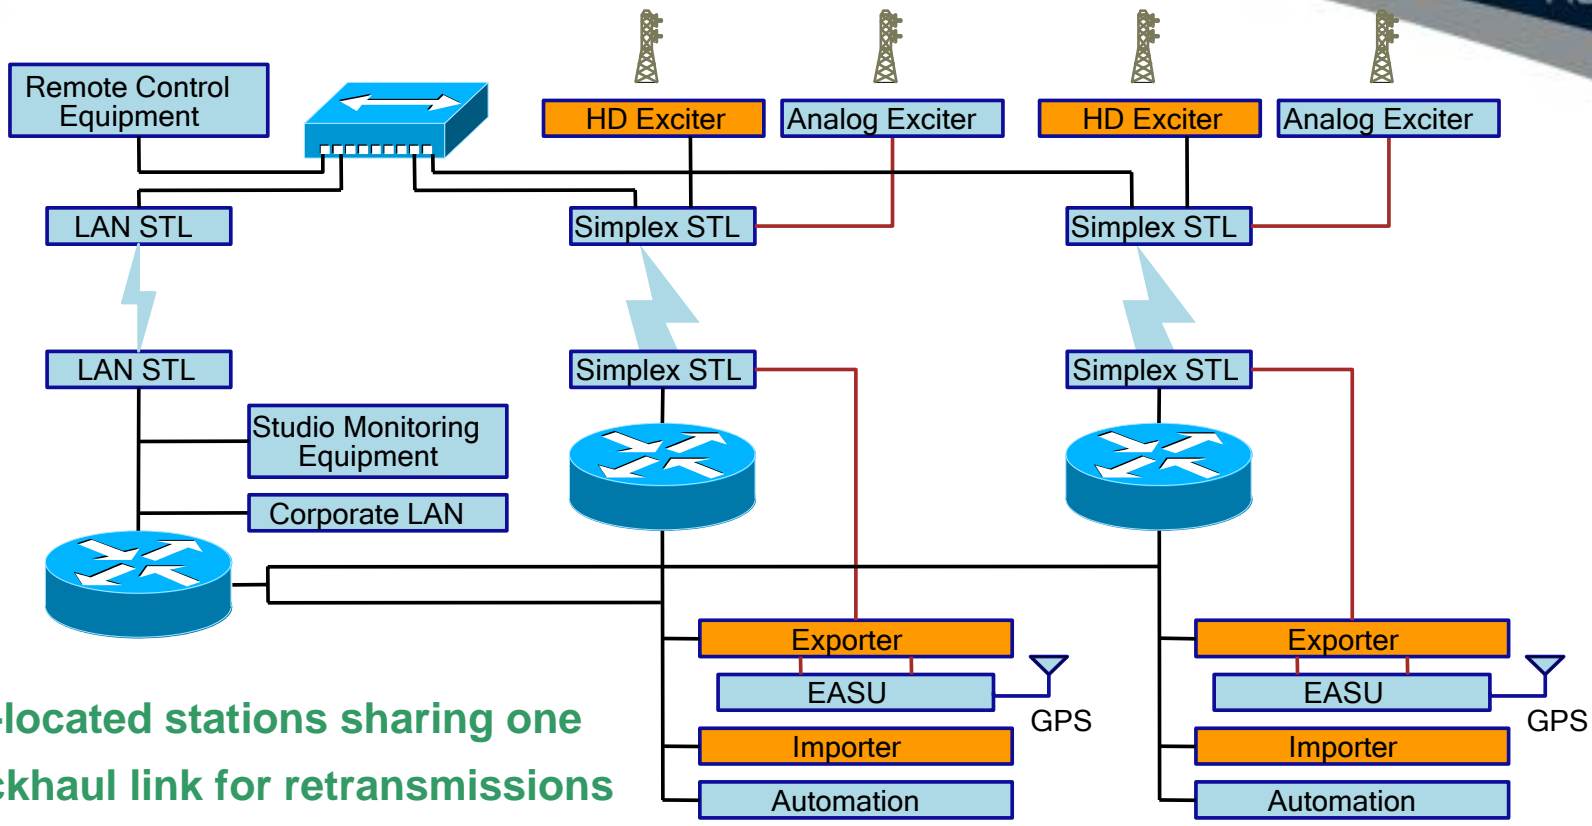 Remote Control
Equipment
HD Exciter
Analog Exciter
HD Exciter
Analog Exciter
LAN STL
Simplex STL
Simplex STL
LAN STL
Simplex STL
Simplex STL
Studio Monitoring
Equipment
Corporate LAN
Exporter
EASU
GPS
Importer
Automation
Exporter
EASU
GPS
Importer
Automation
-located stations sharing one
ckhaul link for retransmissions